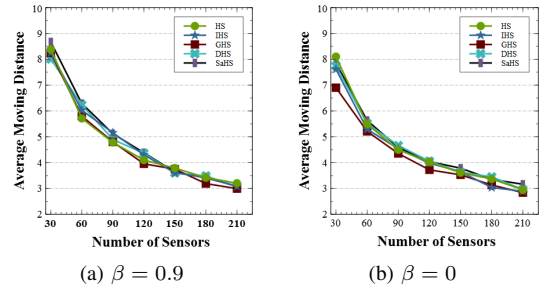 10
9
8
7
6
5
4
3
2
Average Moving Distance
30 60 90 120 150 180 210
Number of Sensors
HS
IHS
GHS
DHS
SaHS
(a) β = 0.9
10
9
8
7
6
5
4
3
2
Average Moving Distance
30 60 90 120 150 180 210
Number of Sensors
HS
IHS
GHS
DHS
SaHS
(b) β = 0